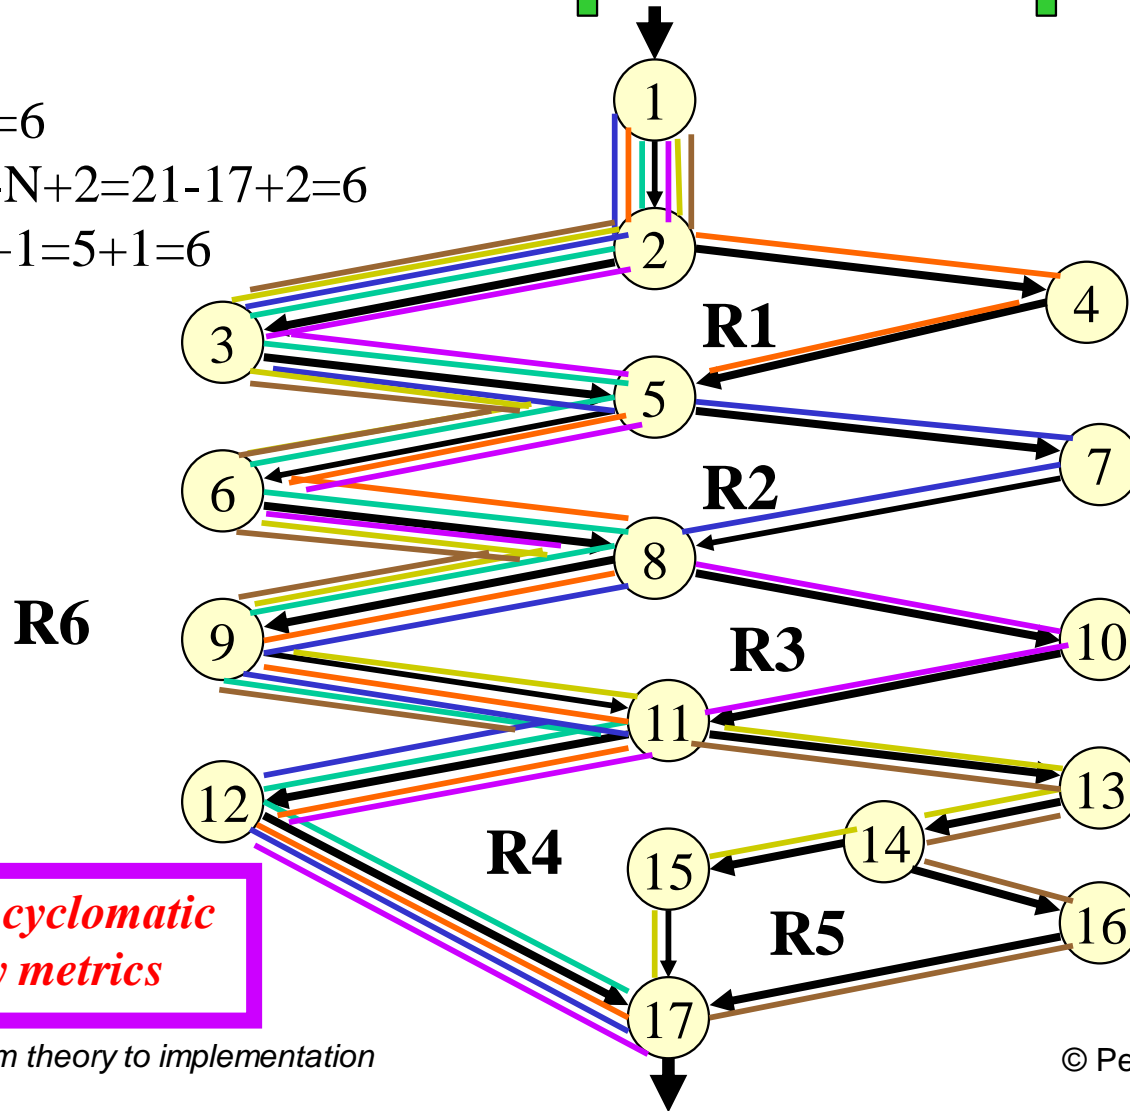 1
=6
-N+2=21-17+2=6
2
+1=5+1=6
4
R1
3
5
7
R2
6
8
R6
9
R3
10
11
12
13
14
R4
15
cyclomatic
R5
16
metrics
17
theory to implementation
©